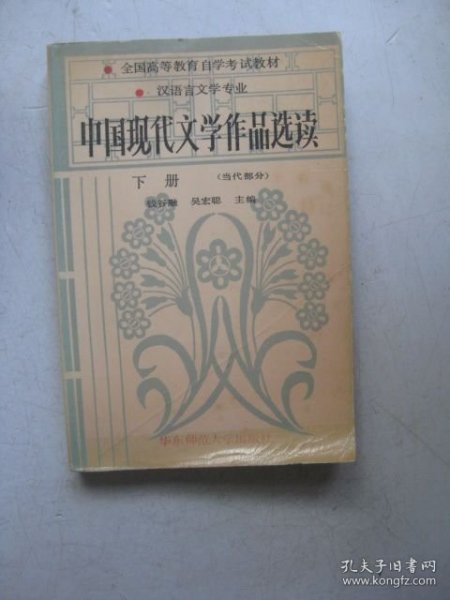 全国高等教育自学考试教材
汉语言文学专业
中国现代文学作品选读
下册 (当代部分)
钱谷融 吴宏聪 主编
华东师范大学出版社
孔夫子旧书网
www.kongfz.com